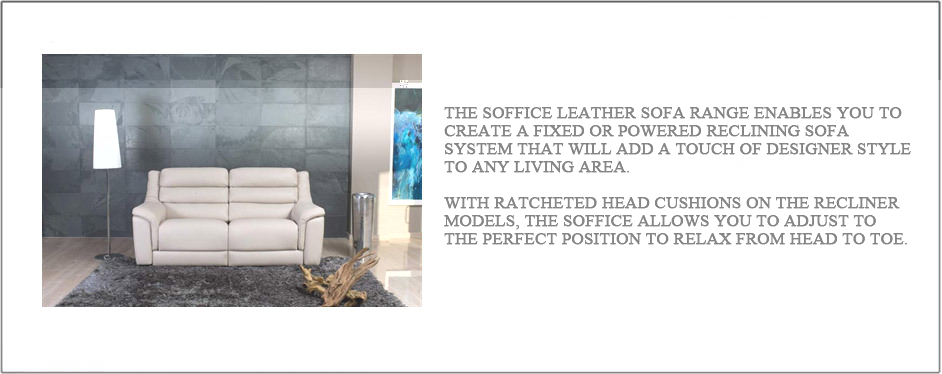 THE SOFFICE LEATHER SOFA RANGE ENABLES YOU TO
CREATE A FIXED OR POWERED RECLINING SOFA
SYSTEM THAT WILL ADD A TOUCH OF DESIGNER STYLE
TO ANY LIVING AREA.
WITH RATCHETED HEAD CUSHIONS ON THE RECLINER
MODELS, THE SOFFICE ALLOWS YOU TO ADJUST TO
THE PERFECT POSITION TO RELAX FROM HEAD TO TOE.